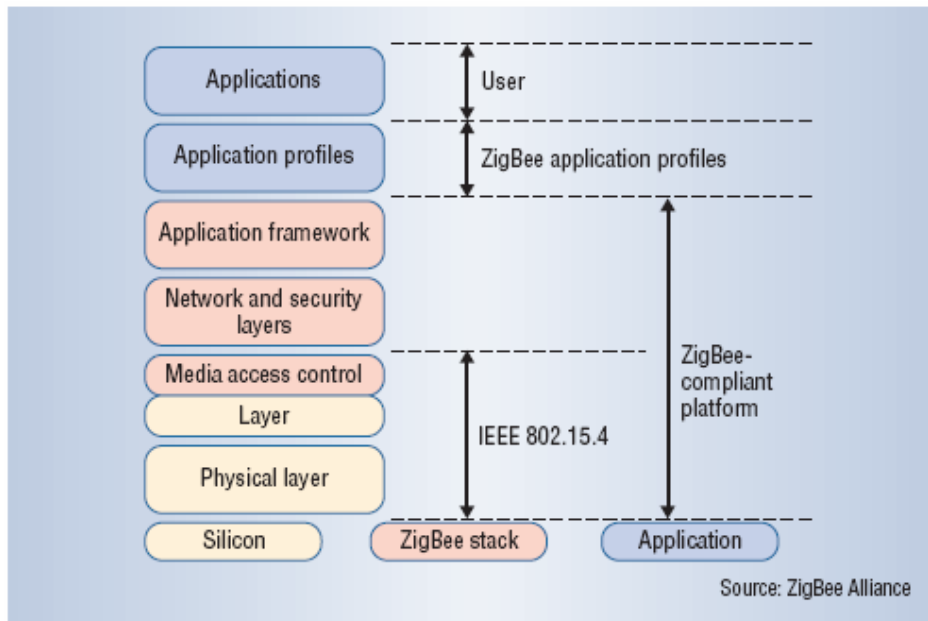 Applications
User
Application profiles
ZigBee application profiles
Application framework
Network and security
layers
Media access control
Layer
Physical layer
IEEE 802.15.4
ZigBee-
compliant
platform
Silicon
ZigBee stack
Application
Source: ZigBee Alliance